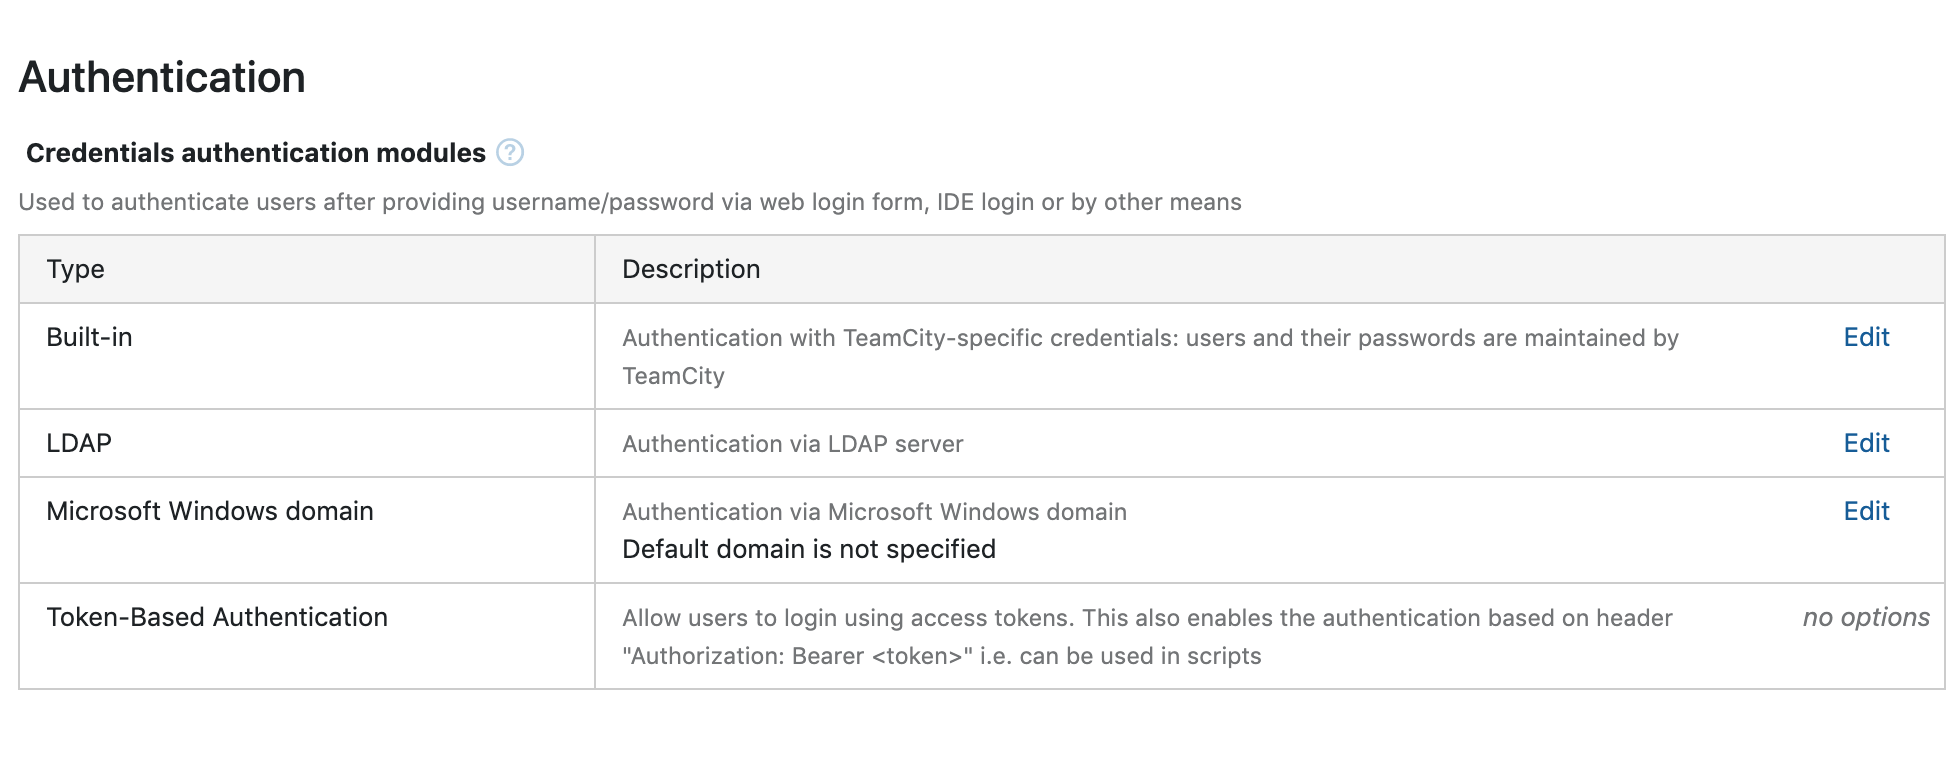 Authentication
Credentials authentication modules ?
Used to authenticate users after providing username/password via web login form, IDE login or by other means
Type Description
Built-in Authentication with TeamCity-specific credentials: users and their passwords are maintained by Edit
TeamCity
LDAP Authentication via LDAP server Edit
Microsoft Windows domain Authentication via Microsoft Windows domain Edit
Default domain is not specified
Token-Based Authentication Allow users to login using access tokens. This also enables the authentication based on header no options
"Authorization: Bearer <token>" i.e. can be used in scripts